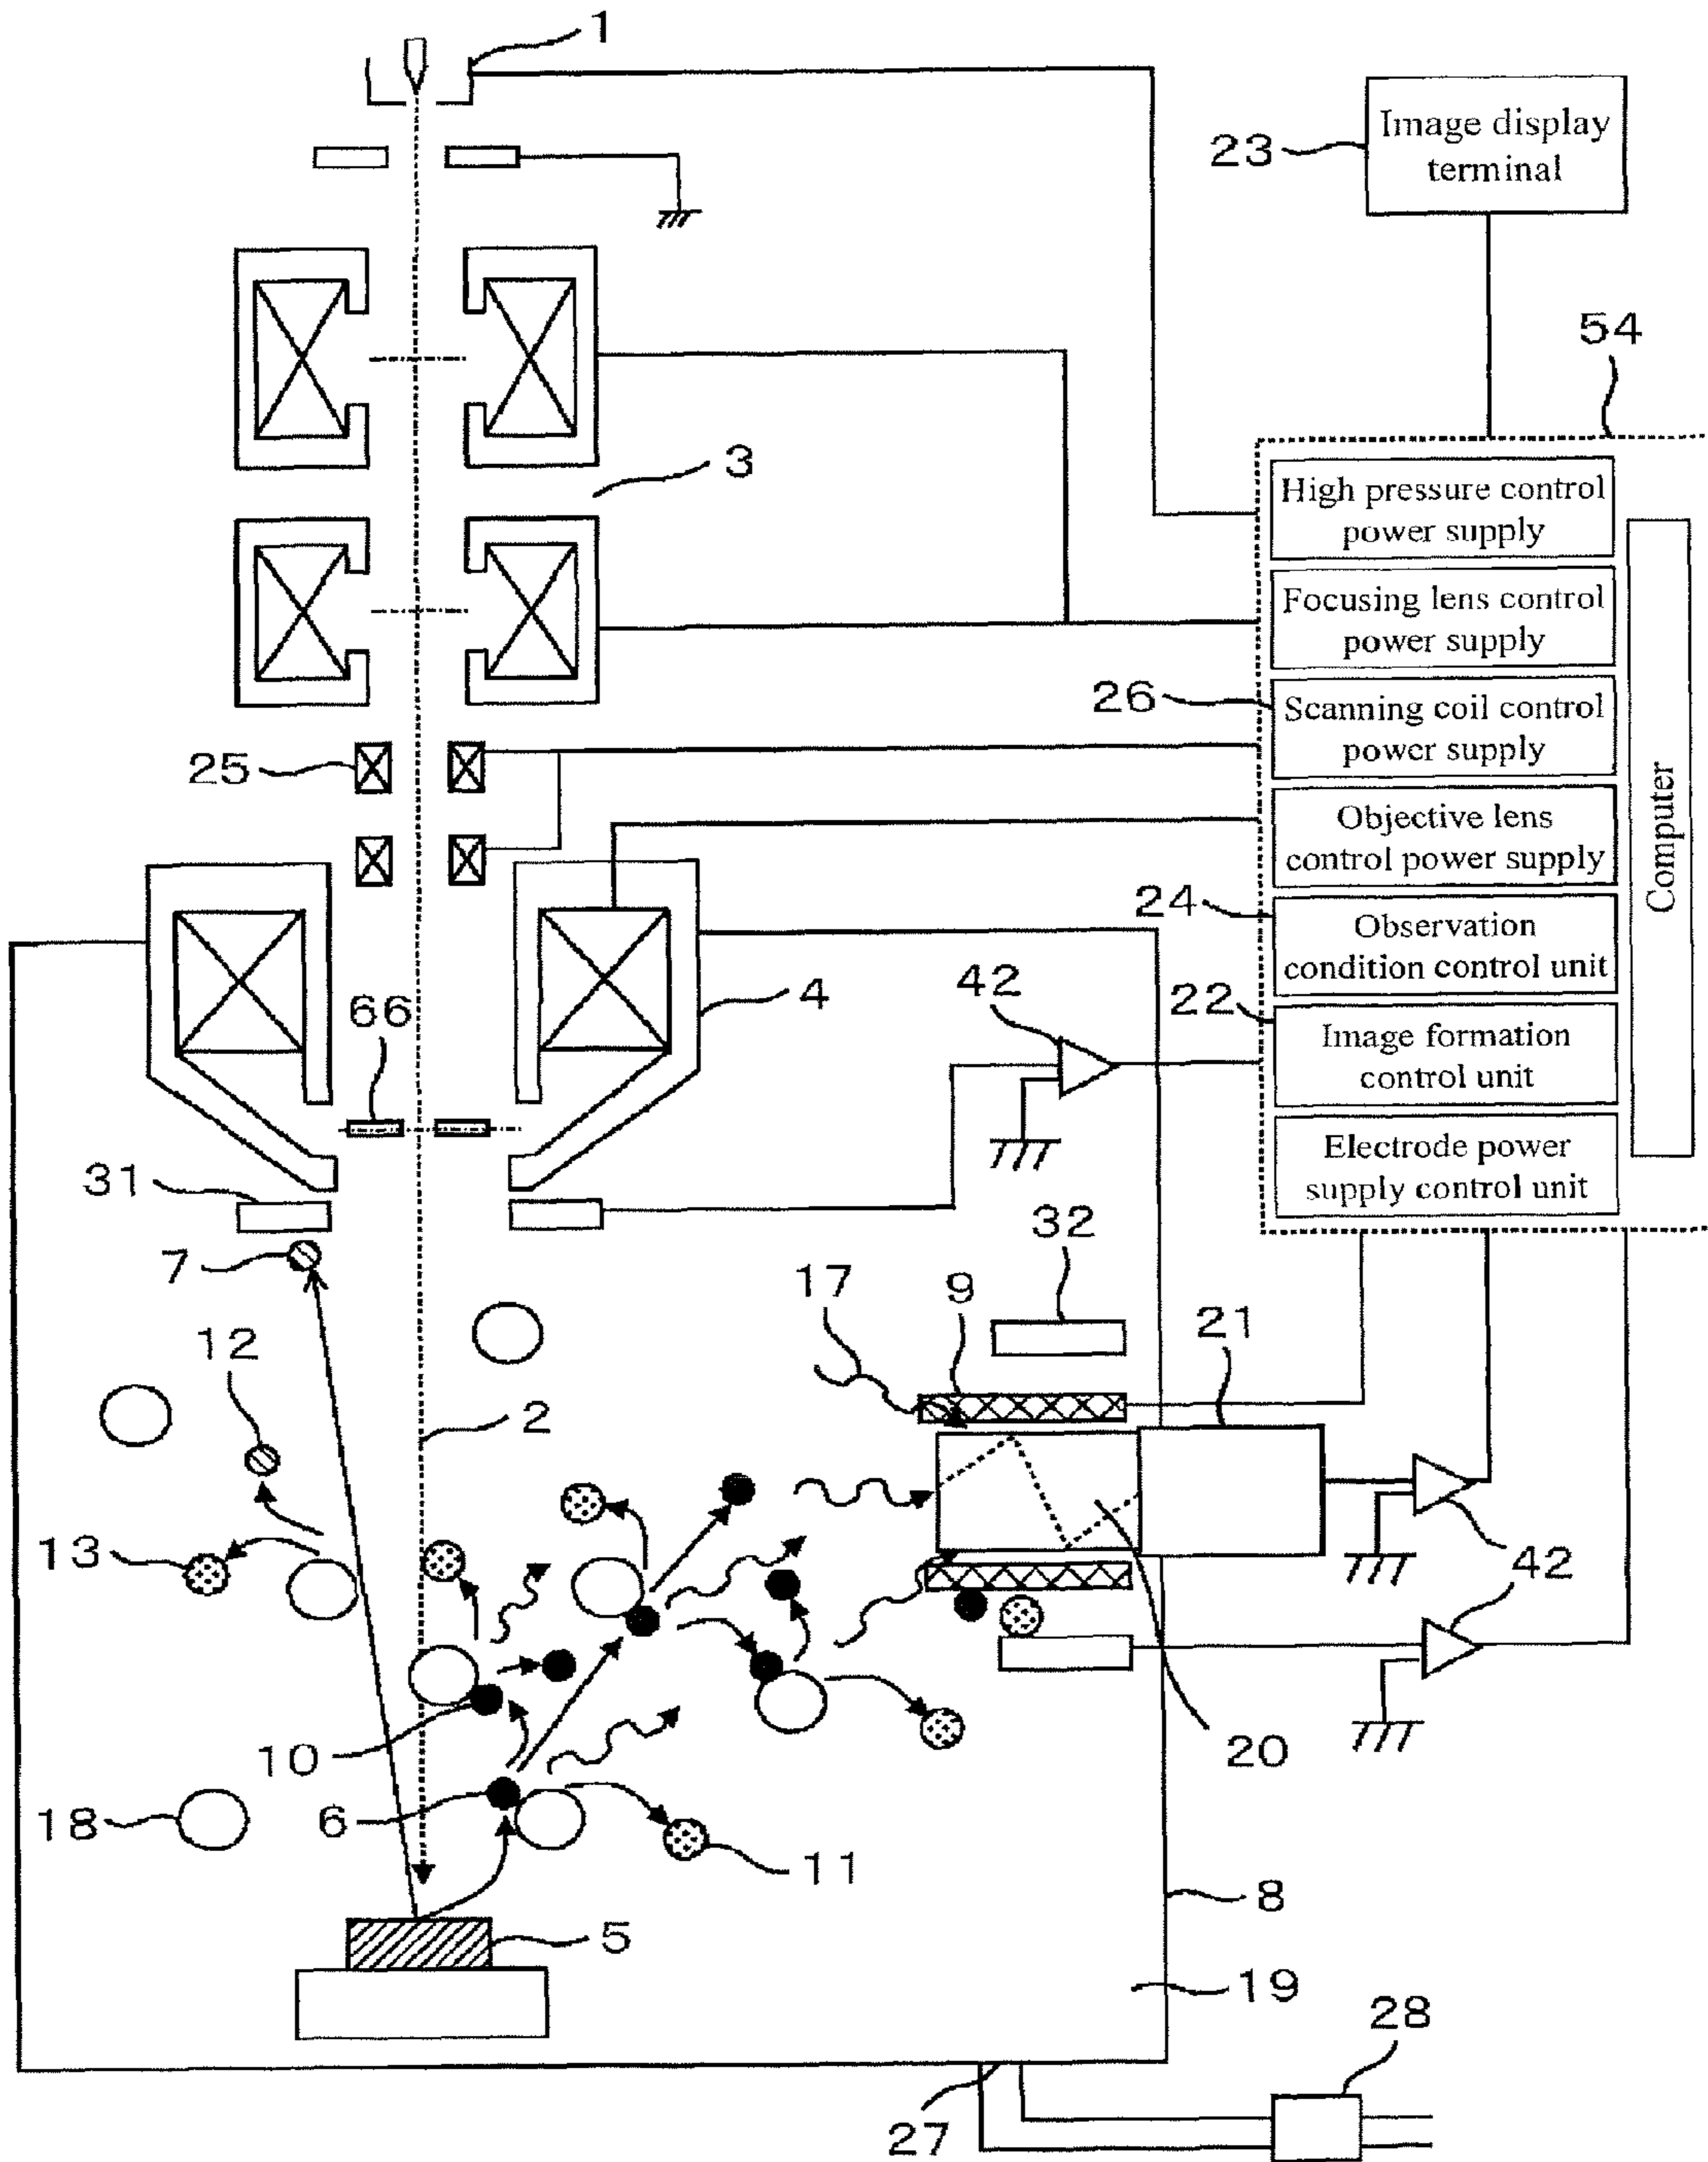 1
Image display
terminal
23
54
3
High pressure control
power supply
Focusing lens control
power supply
26
Scanning coil control
power supply
25
Objective lens
control power supply
Computer
24
Observation
condition control unit
4
42
66
22
Image formation
control unit
31
Electrode power
supply control unit
7
32
17
9
21
12
2
13
42
10
20
6
18
11
8
5
19
28
27